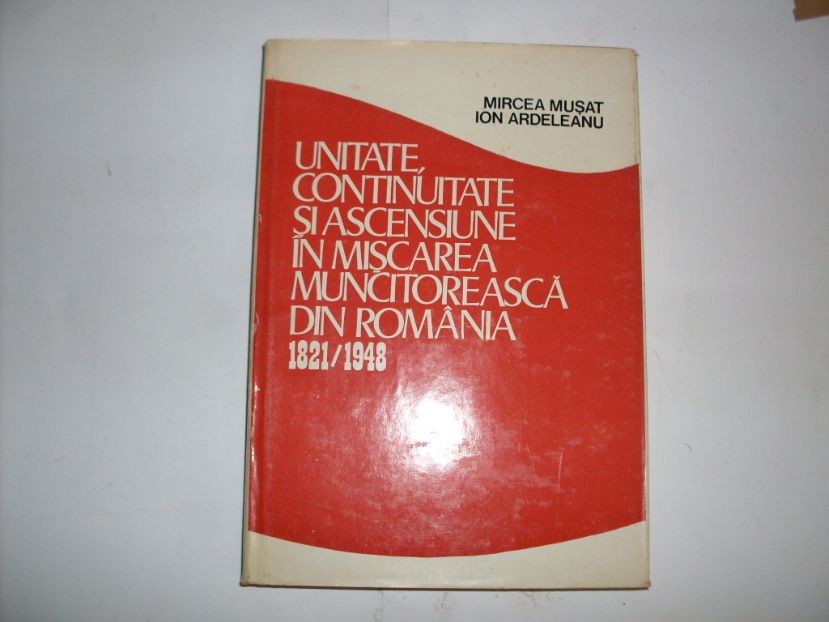 MIRCEA MUȘAT
ION ARDELEANU
UNITATE,
CONTINUITATE
ȘI ASCENSIUNE
ÎN MIȘCAREA
MUNCITOREASCĂ
DIN ROMÂNIA
1821/1948